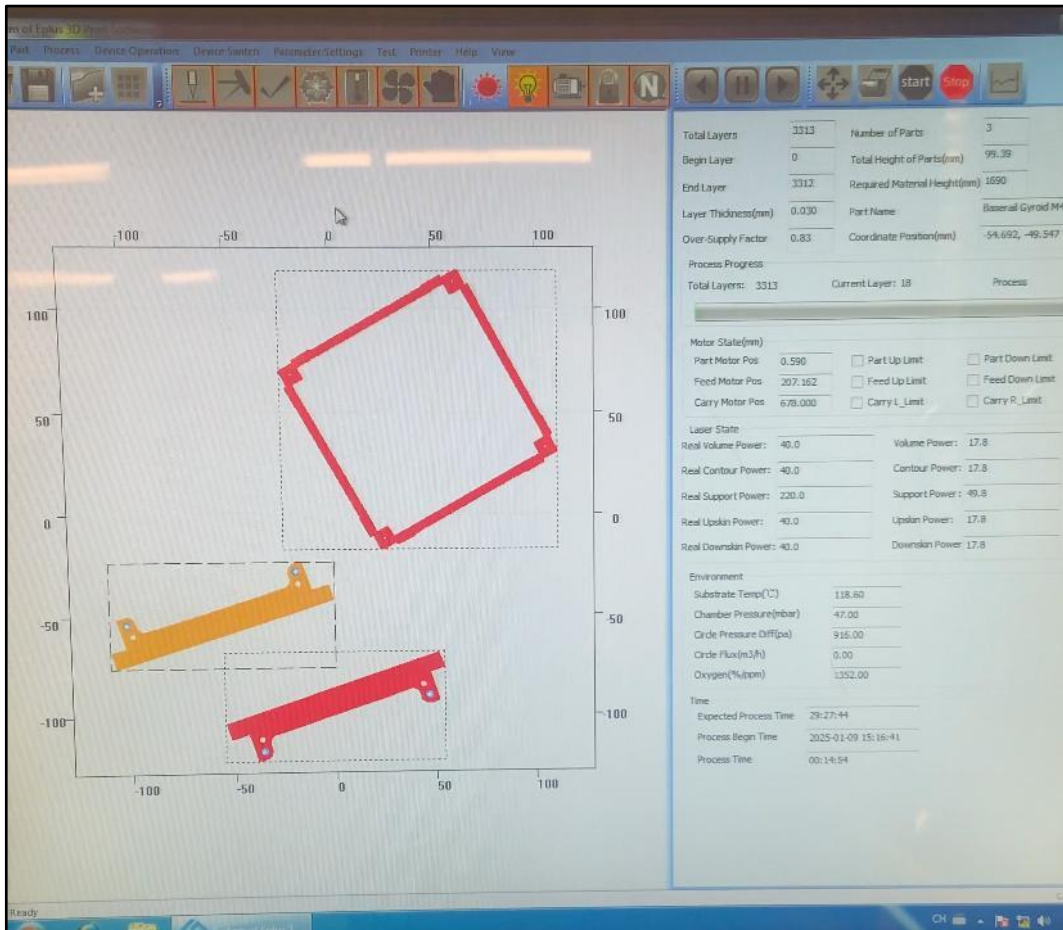 m of Eplus 3D Print
Part Process Device Operation Device Switch Parameter Settings Test Printer Help View
N start Stop
Total Layers 3313 Number of Parts 3
Begin Layer 0 Total Height of Parts(mm) 99.39
End Layer 3312 Required Material Height(mm) 1690
Layer Thickness(mm) 0.030 Part Name Baserail Gyroid M4
Over-Supply Factor 0.83 Coordinate Position(mm) -54.692, -49.547
Process Progress
Total Layers: 3313 Current Layer: 18 Process
Motor State(mm)
Part Motor Pos 0.590 Part Up Limit Part Down Limit
Feed Motor Pos 207.162 Feed Up Limit Feed Down Limit
Carry Motor Pos 678.000 Carry L_Limit Carry R_Limit
Laser State
Real Volume Power: 40.0 Volume Power: 17.8
Real Contour Power: 40.0 Contour Power: 17.8
Real Support Power: 220.0 Support Power: 49.8
Real Upskin Power: 40.0 Upskin Power: 17.8
Real Downskin Power: 40.0 Downskin Power 17.8
Environment
Substrate Temp(℃) 118.60
Chamber Pressure(mbar) 47.00
Circle Pressure Diff(pa) 916.00
Circle Flux(m3/h) 0.00
Oxygen(%/ppm) 1352.00
Time
Expected Process Time 29:27:44
Process Begin Time 2025-01-09 15:16:41
Process Time 00:14:54
-100 -50 0 50 100
100 100
50 50
0 0
-50 -50
-100 -100
-100 -50 0 50 100
Ready
CH